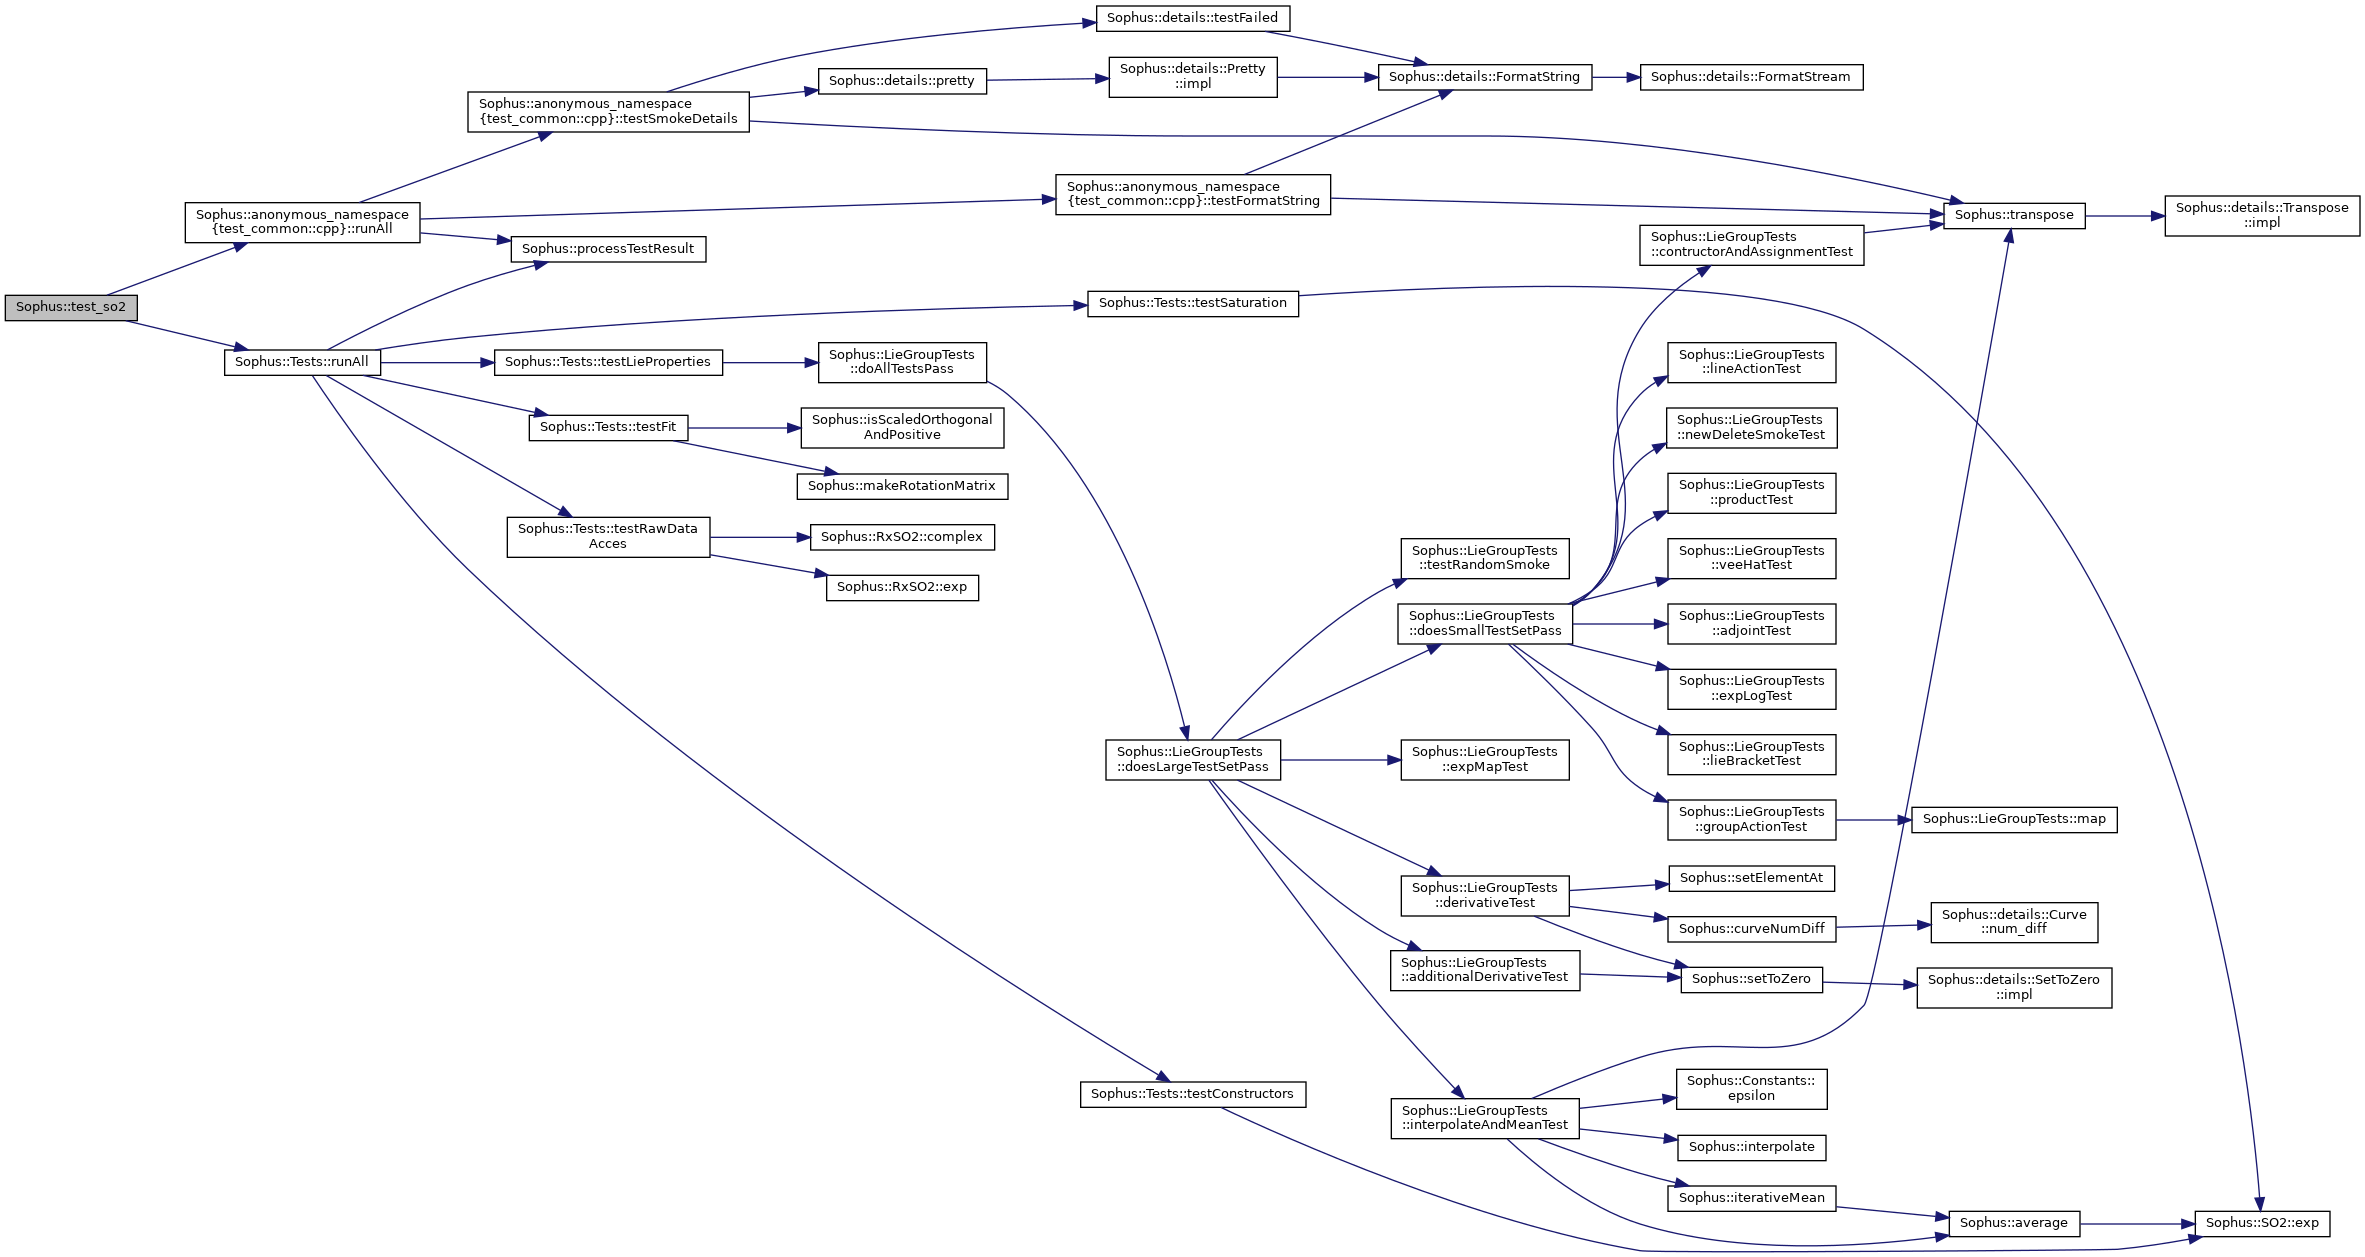 Sophus::test_so2
Sophus::anonymous_namespace
{test_common::cpp}::runAll
Sophus::Tests::runAll
Sophus::anonymous_namespace
{test_common::cpp}::testSmokeDetails
Sophus::processTestResult
Sophus::Tests::testLieProperties
Sophus::Tests::testFit
Sophus::Tests::testRawData
Acces
Sophus::details::pretty
Sophus::LieGroupTests
::doAllTestsPass
Sophus::isScaledOrthogonal
AndPositive
Sophus::makeRotationMatrix
Sophus::RxSO2::complex
Sophus::RxSO2::exp
Sophus::details::testFailed
Sophus::details::Pretty
::impl
Sophus::anonymous_namespace
{test_common::cpp}::testFormatString
Sophus::Tests::testSaturation
Sophus::LieGroupTests
::doesLargeTestSetPass
Sophus::Tests::testConstructors
Sophus::details::FormatString
Sophus::LieGroupTests
::testRandomSmoke
Sophus::LieGroupTests
::doesSmallTestSetPass
Sophus::LieGroupTests
::expMapTest
Sophus::LieGroupTests
::derivativeTest
Sophus::LieGroupTests
::additionalDerivativeTest
Sophus::LieGroupTests
::interpolateAndMeanTest
Sophus::details::FormatStream
Sophus::LieGroupTests
::contructorAndAssignmentTest
Sophus::LieGroupTests
::lineActionTest
Sophus::LieGroupTests
::newDeleteSmokeTest
Sophus::LieGroupTests
::productTest
Sophus::LieGroupTests
::veeHatTest
Sophus::LieGroupTests
::adjointTest
Sophus::LieGroupTests
::expLogTest
Sophus::LieGroupTests
::lieBracketTest
Sophus::LieGroupTests
::groupActionTest
Sophus::setElementAt
Sophus::curveNumDiff
Sophus::setToZero
Sophus::Constants::
epsilon
Sophus::interpolate
Sophus::iterativeMean
Sophus::transpose
Sophus::LieGroupTests::map
Sophus::details::Curve
::num_diff
Sophus::details::SetToZero
::impl
Sophus::average
Sophus::details::Transpose
::impl
Sophus::SO2::exp